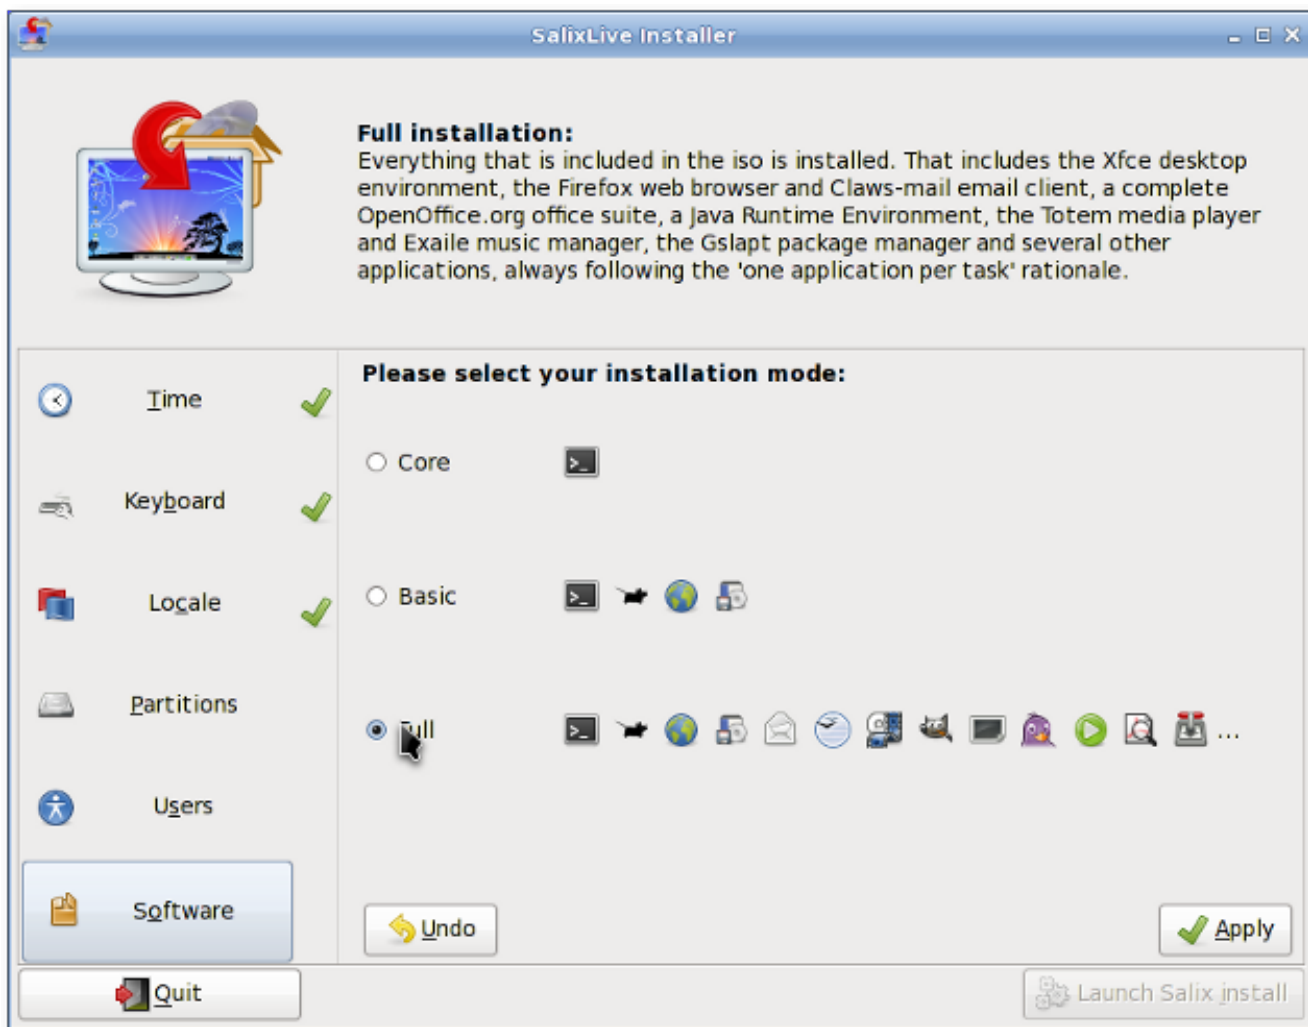 SalixLive Installer
Full installation:
Everything that is included in the iso is installed. That includes the Xfce desktop
environment, the Firefox web browser and Claws-mail email client, a complete
OpenOffice.org office suite, a Java Runtime Environment, the Totem media player
and Exaile music manager, the Gslapt package manager and several other
applications, always following the 'one application per task' rationale.
Please select your installation mode:
Time
Keyboard
Locale
Partitions
Users
Software
Core
Basic
Full
...
Undo
Apply
Quit
Launch Salix install